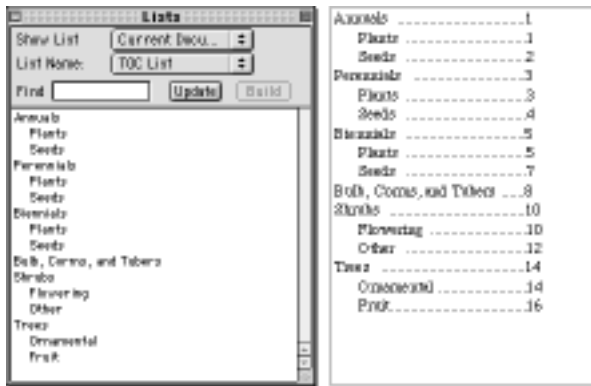 Lists
Show List Current Docu...
List Name: TOC List
Find Update Build
Annuals
Plants
Seeds
Perennials
Plants
Seeds
Biennials
Plants
Seeds
Bulb, Corms, and Tubers
Shrubs
Flowering
Other
Trees
Ornamental
Fruit
Annuals ....................1
Plants ....................1
Seeds ....................2
Perennials ....................3
Plants ....................3
Seeds ....................4
Biennials ....................5
Plants ....................5
Seeds ....................7
Bulb, Corms, and Tubers ....8
Shrubs ....................10
Flowering ....................10
Other ....................12
Trees ....................14
Ornamental ....................14
Fruit....................16